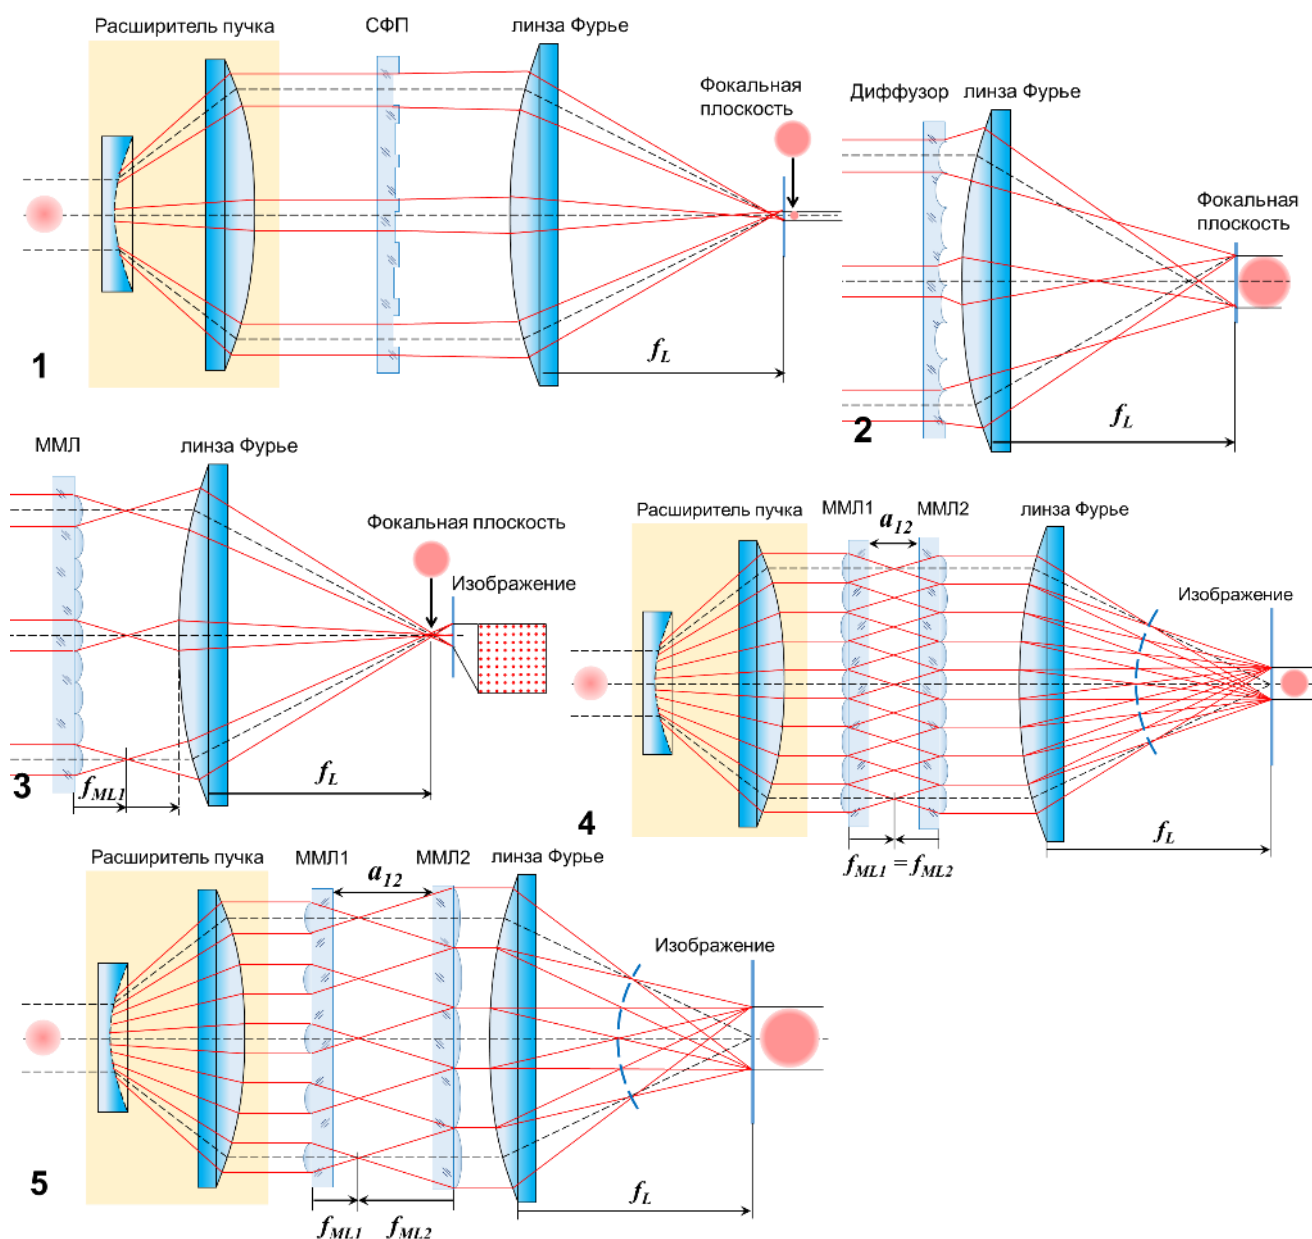 Расширитель пучка
СФП
линза Фурье
Фокальная
плоскость
f_L
1
Диффузор
линза Фурье
Фокальная
плоскость
f_L
2
ММЛ
линза Фурье
Фокальная плоскость
Изображение
f_ML1
f_L
3
Расширитель пучка
ММЛ1
ММЛ2
линза Фурье
a_12
Изображение
f_ML1 = f_ML2
f_L
4
Расширитель пучка
ММЛ1
ММЛ2
линза Фурье
a_12
Изображение
f_ML1
f_ML2
f_L
5